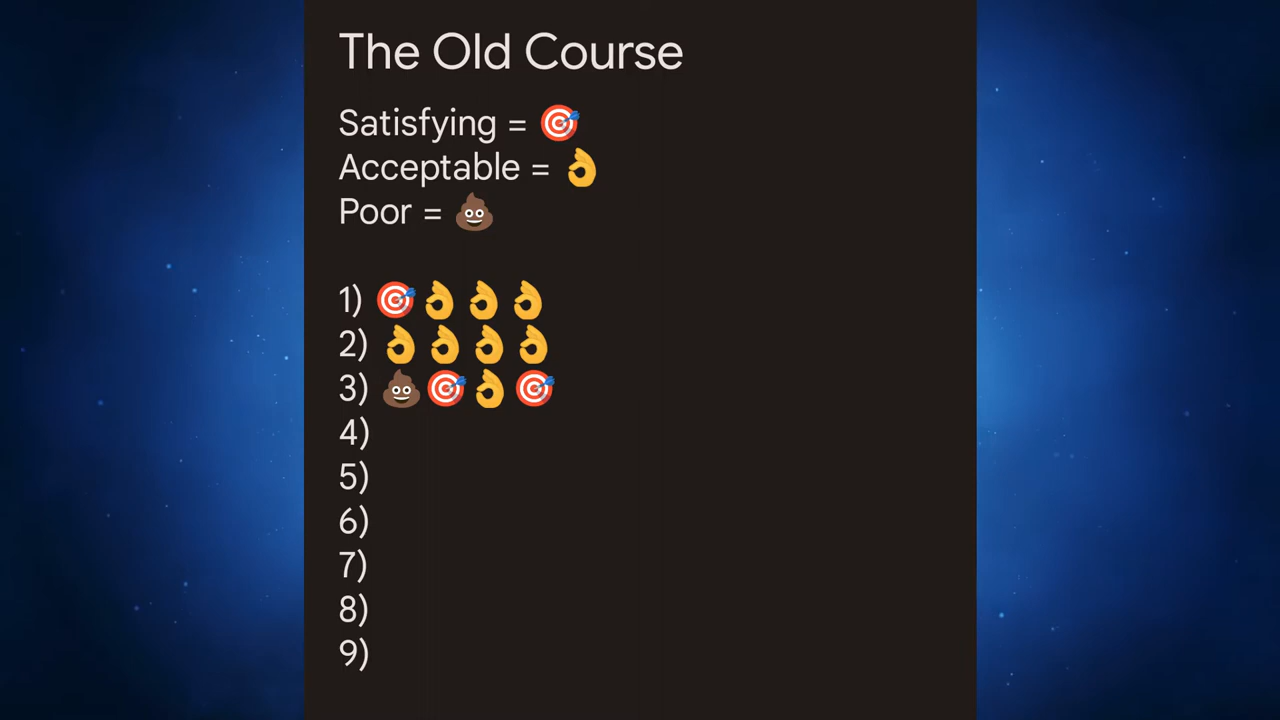 The Old Course
Satisfying = 🎯
Acceptable = 👌
Poor = 💩
1) 🎯👌👌👌
2) 👌👌👌👌
3) 💩🎯👌🎯
4)
5)
6)
7)
8)
9)